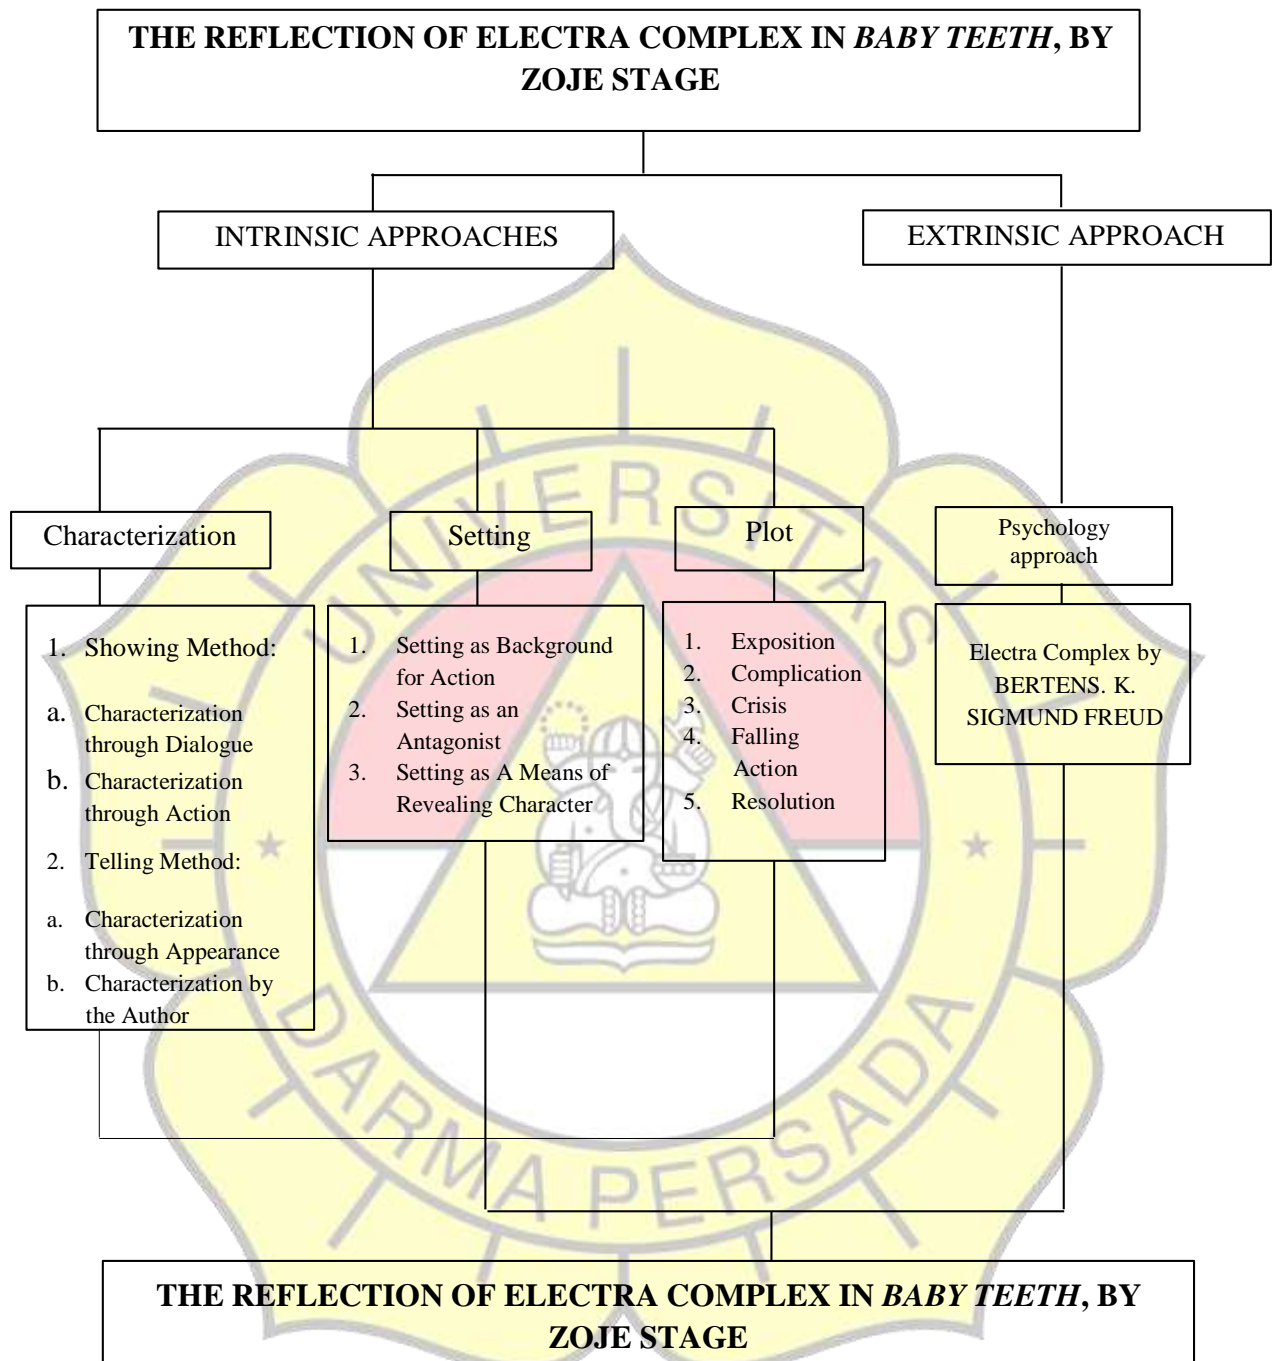 THE REFLECTION OF ELECTRA COMPLEX IN BABY TEETH, BY
ZOJE STAGE
INTRINSIC APPROACHES
EXTRINSIC APPROACH
Characterization
Setting
Plot
Psychology
approach
1. Showing Method:
a. Characterization
through Dialogue
b. Characterization
through Action
2. Telling Method:
a. Characterization
through Appearance
b. Characterization by
the Author
1. Setting as Background
for Action
2. Setting as an
Antagonist
3. Setting as A Means of
Revealing Character
1. Exposition
2. Complication
3. Crisis
4. Falling
Action
5. Resolution
Electra Complex by
BERTENS. K.
SIGMUND FREUD
UNIVERSITAS
DARMA PERSADA
THE REFLECTION OF ELECTRA COMPLEX IN BABY TEETH, BY
ZOJE STAGE